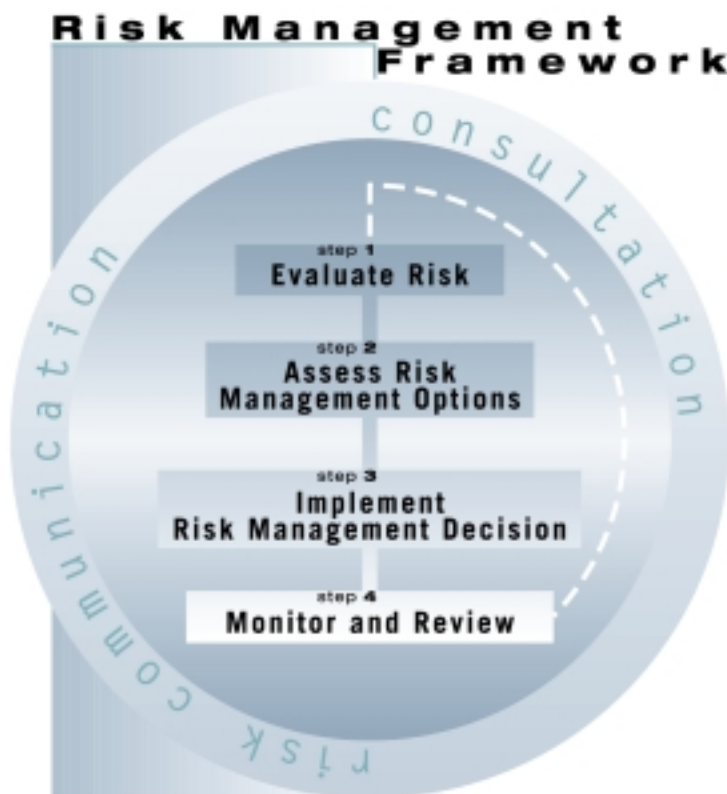 Risk Management
Framework
consultation
step 1
Evaluate Risk
step 2
Assess Risk
Management Options
step 3
Implement
Risk Management Decision
step 4
Monitor and Review
risk communication